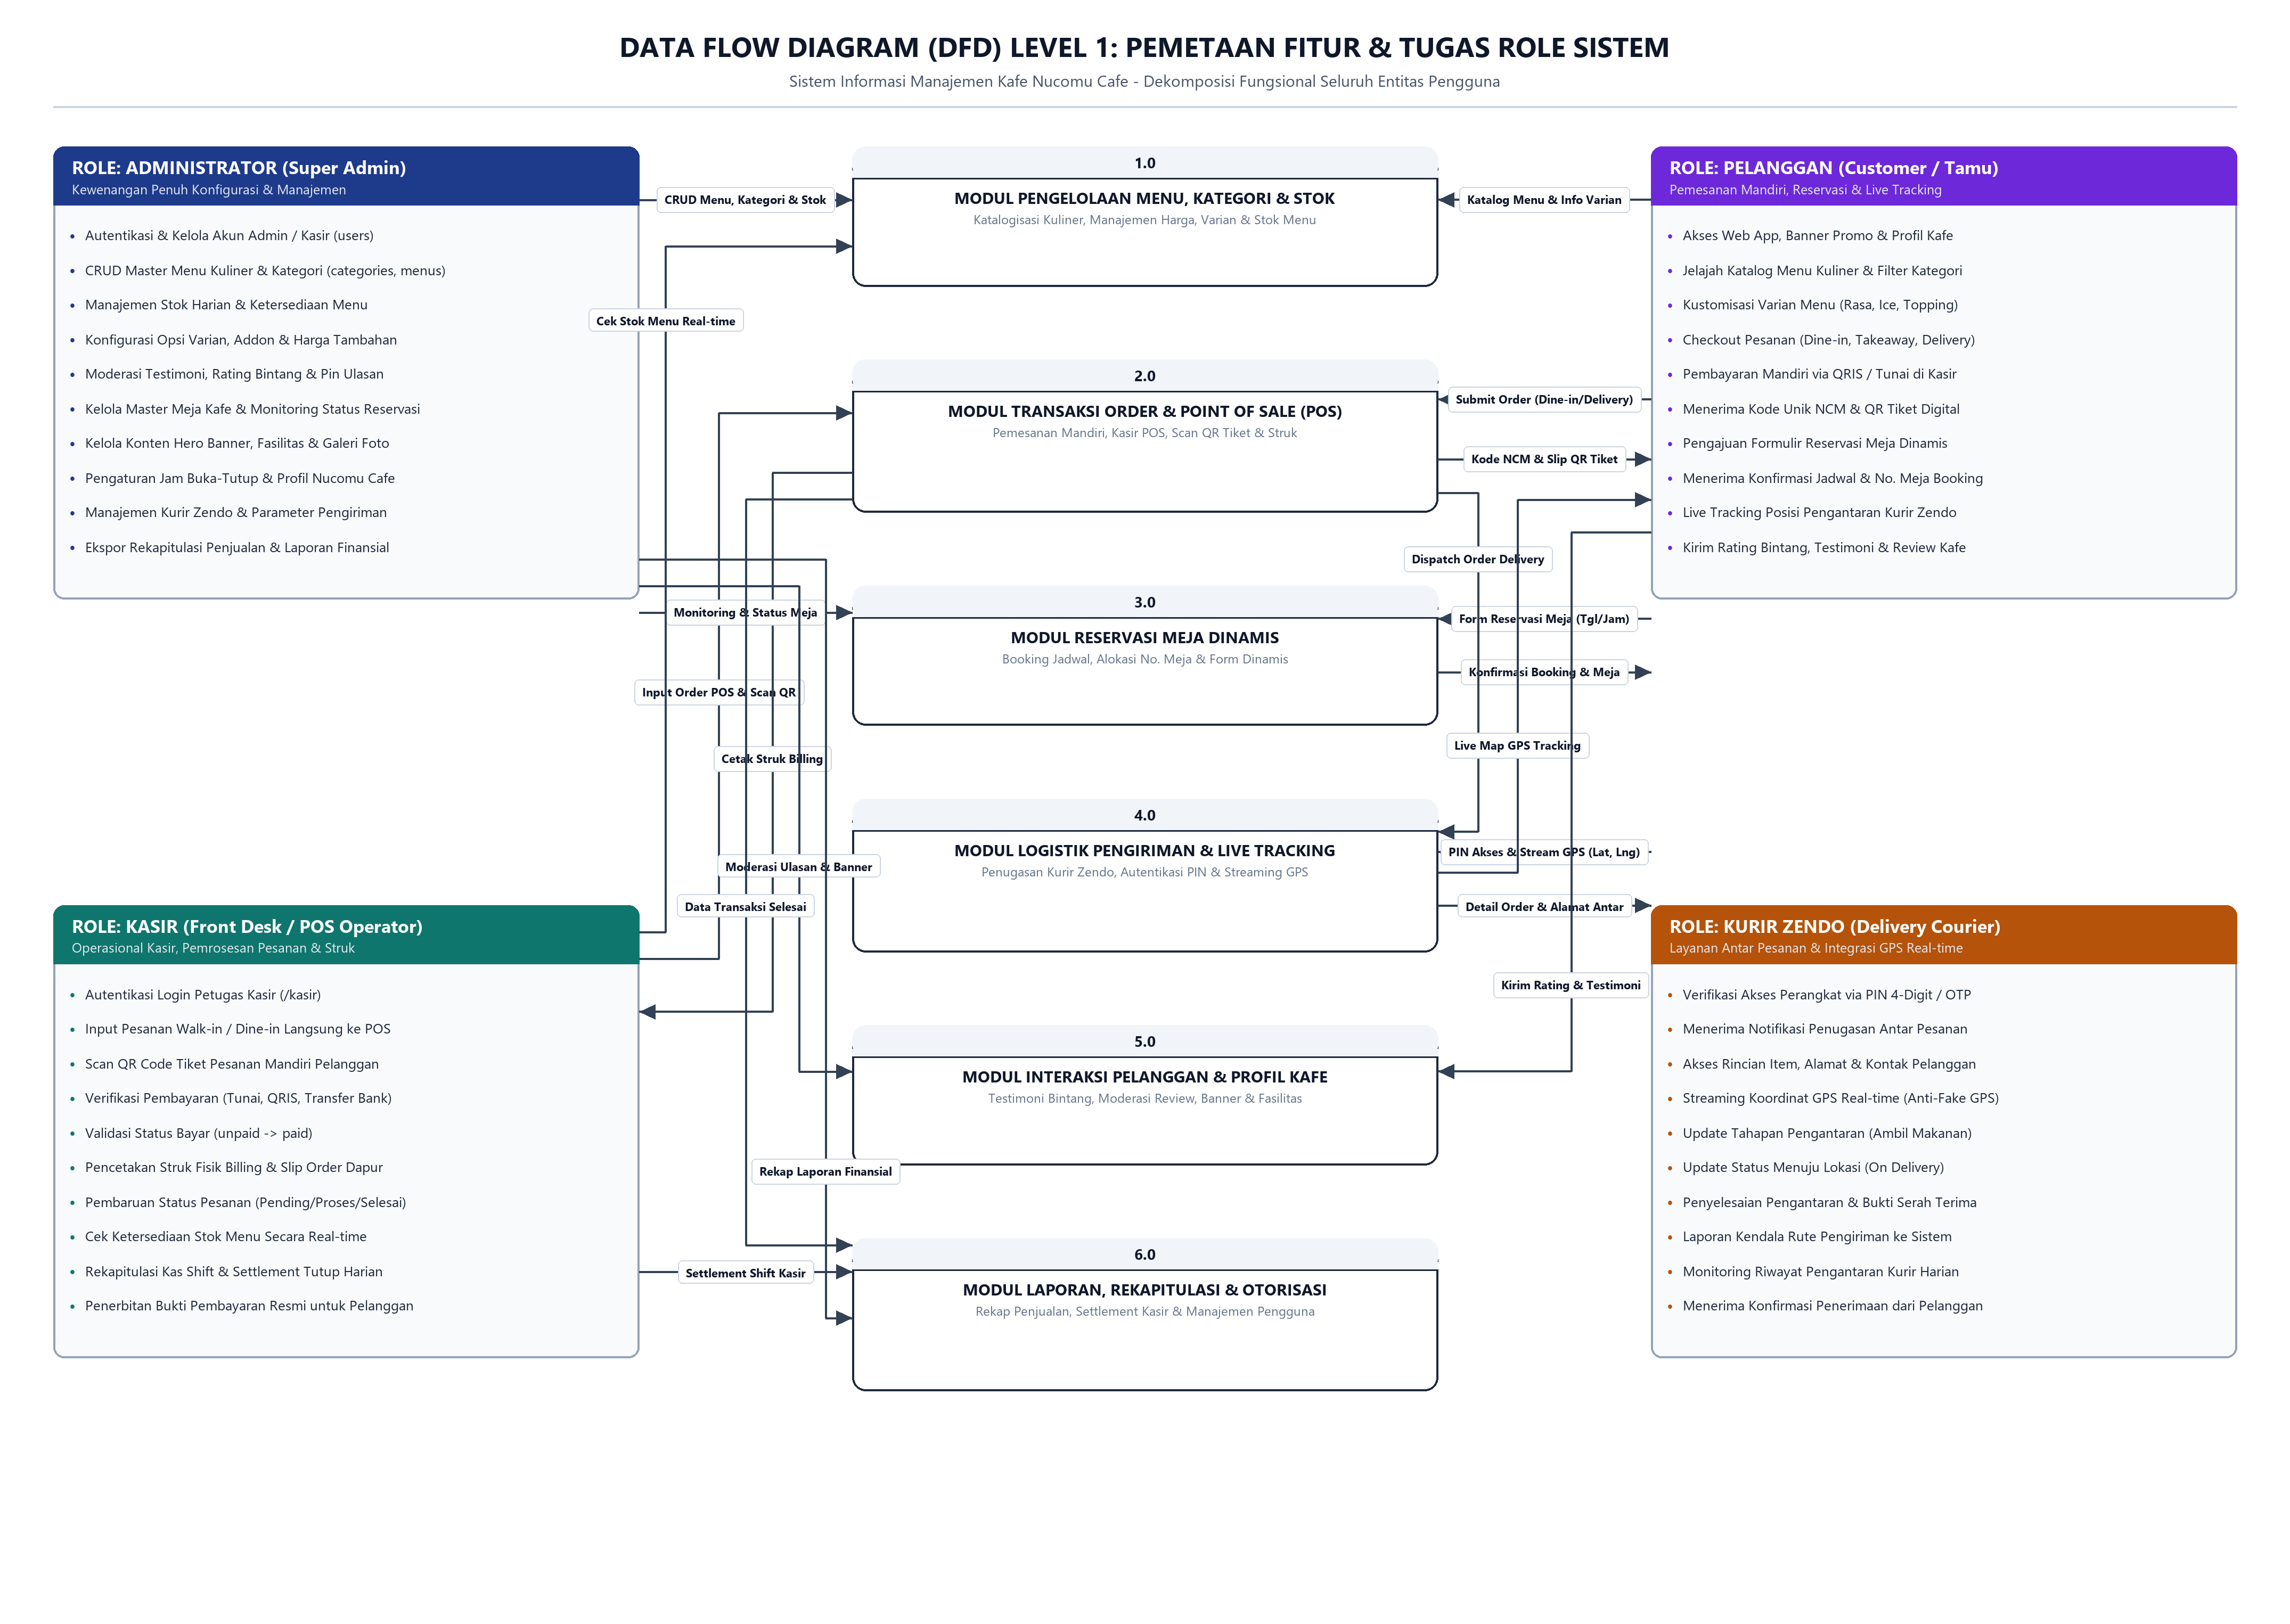 DATA FLOW DIAGRAM (DFD) LEVEL 1: PEMETAAN FITUR & TUGAS ROLE SISTEM
Sistem Informasi Manajemen Kafe Nucomu Cafe - Dekomposisi Fungsional Seluruh Entitas Pengguna
ROLE: ADMINISTRATOR (Super Admin)
Kewenangan Penuh Konfigurasi & Manajemen
• Autentikasi & Kelola Akun Admin / Kasir (users)
• CRUD Master Menu Kuliner & Kategori (categories, menus)
• Manajemen Stok Harian & Ketersediaan Menu
• Konfigurasi Opsi Varian, Addon & Harga Tambahan
• Moderasi Testimoni, Rating Bintang & Pin Ulasan
• Kelola Master Meja Kafe & Monitoring Status Reservasi
• Kelola Konten Hero Banner, Fasilitas & Galeri Foto
• Pengaturan Jam Buka-Tutup & Profil Nucomu Cafe
• Manajemen Kurir Zendo & Parameter Pengiriman
• Ekspor Rekapitulasi Penjualan & Laporan Finansial
ROLE: KASIR (Front Desk / POS Operator)
Operasional Kasir, Pemrosesan Pesanan & Struk
• Autentikasi Login Petugas Kasir (/kasir)
• Input Pesanan Walk-in / Dine-in Langsung ke POS
• Scan QR Code Tiket Pesanan Mandiri Pelanggan
• Verifikasi Pembayaran (Tunai, QRIS, Transfer Bank)
• Validasi Status Bayar (unpaid -> paid)
• Pencetakan Struk Fisik Billing & Slip Order Dapur
• Pembaruan Status Pesanan (Pending/Proses/Selesai)
• Cek Ketersediaan Stok Menu Secara Real-time
• Rekapitulasi Kas Shift & Settlement Tutup Harian
• Penerbitan Bukti Pembayaran Resmi untuk Pelanggan
CRUD Menu, Kategori & Stok
Cek Stok Menu Real-time
Monitoring & Status Meja
Input Order POS & Scan QR
Cetak Struk Billing
Moderasi Ulasan & Banner
Data Transaksi Selesai
Rekap Laporan Finansial
Settlement Shift Kasir
1.0
MODUL PENGELOLAAN MENU, KATEGORI & STOK
Katalogisasi Kuliner, Manajemen Harga, Varian & Stok Menu
2.0
MODUL TRANSAKSI ORDER & POINT OF SALE (POS)
Pemesanan Mandiri, Kasir POS, Scan QR Tiket & Struk
3.0
MODUL RESERVASI MEJA DINAMIS
Booking Jadwal, Alokasi No. Meja & Form Dinamis
4.0
MODUL LOGISTIK PENGIRIMAN & LIVE TRACKING
Penugasan Kurir Zendo, Autentikasi PIN & Streaming GPS
5.0
MODUL INTERAKSI PELANGGAN & PROFIL KAFE
Testimoni Bintang, Moderasi Review, Banner & Fasilitas
6.0
MODUL LAPORAN, REKAPITULASI & OTORISASI
Rekap Penjualan, Settlement Kasir & Manajemen Pengguna
Katalog Menu & Info Varian
Submit Order (Dine-in/Delivery)
Kode NCM & Slip QR Tiket
Dispatch Order Delivery
Form Reservasi Meja (Tgl/Jam)
Konfirmasi Booking & Meja
Live Map GPS Tracking
PIN Akses & Stream GPS (Lat, Lng)
Detail Order & Alamat Antar
Kirim Rating & Testimoni
ROLE: PELANGGAN (Customer / Tamu)
Pemesanan Mandiri, Reservasi & Live Tracking
• Akses Web App, Banner Promo & Profil Kafe
• Jelajah Katalog Menu Kuliner & Filter Kategori
• Kustomisasi Varian Menu (Rasa, Ice, Topping)
• Checkout Pesanan (Dine-in, Takeaway, Delivery)
• Pembayaran Mandiri via QRIS / Tunai di Kasir
• Menerima Kode Unik NCM & QR Tiket Digital
• Pengajuan Formulir Reservasi Meja Dinamis
• Menerima Konfirmasi Jadwal & No. Meja Booking
• Live Tracking Posisi Pengantaran Kurir Zendo
• Kirim Rating Bintang, Testimoni & Review Kafe
ROLE: KURIR ZENDO (Delivery Courier)
Layanan Antar Pesanan & Integrasi GPS Real-time
• Verifikasi Akses Perangkat via PIN 4-Digit / OTP
• Menerima Notifikasi Penugasan Antar Pesanan
• Akses Rincian Item, Alamat & Kontak Pelanggan
• Streaming Koordinat GPS Real-time (Anti-Fake GPS)
• Update Tahapan Pengantaran (Ambil Makanan)
• Update Status Menuju Lokasi (On Delivery)
• Penyelesaian Pengantaran & Bukti Serah Terima
• Laporan Kendala Rute Pengiriman ke Sistem
• Monitoring Riwayat Pengantaran Kurir Harian
• Menerima Konfirmasi Penerimaan dari Pelanggan